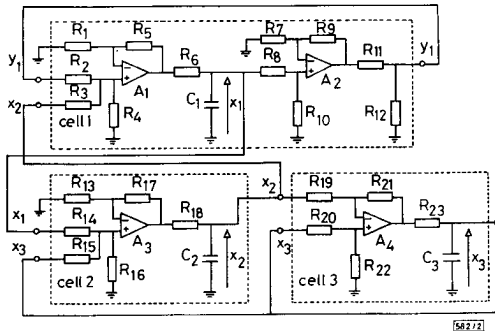 R1 R5 R7 R9
y1 R2 R6 R8 R11 y1
x2 R3 A1 C1 x1 A2
R4 R10 R12
cell 1
R13 R17 x2 R19 R21
x1 R14 R18 R20 R23
x3 R15 A3 x3 A4
R16 C2 x2 R22 C3 x3
cell 2 cell 3
582/2